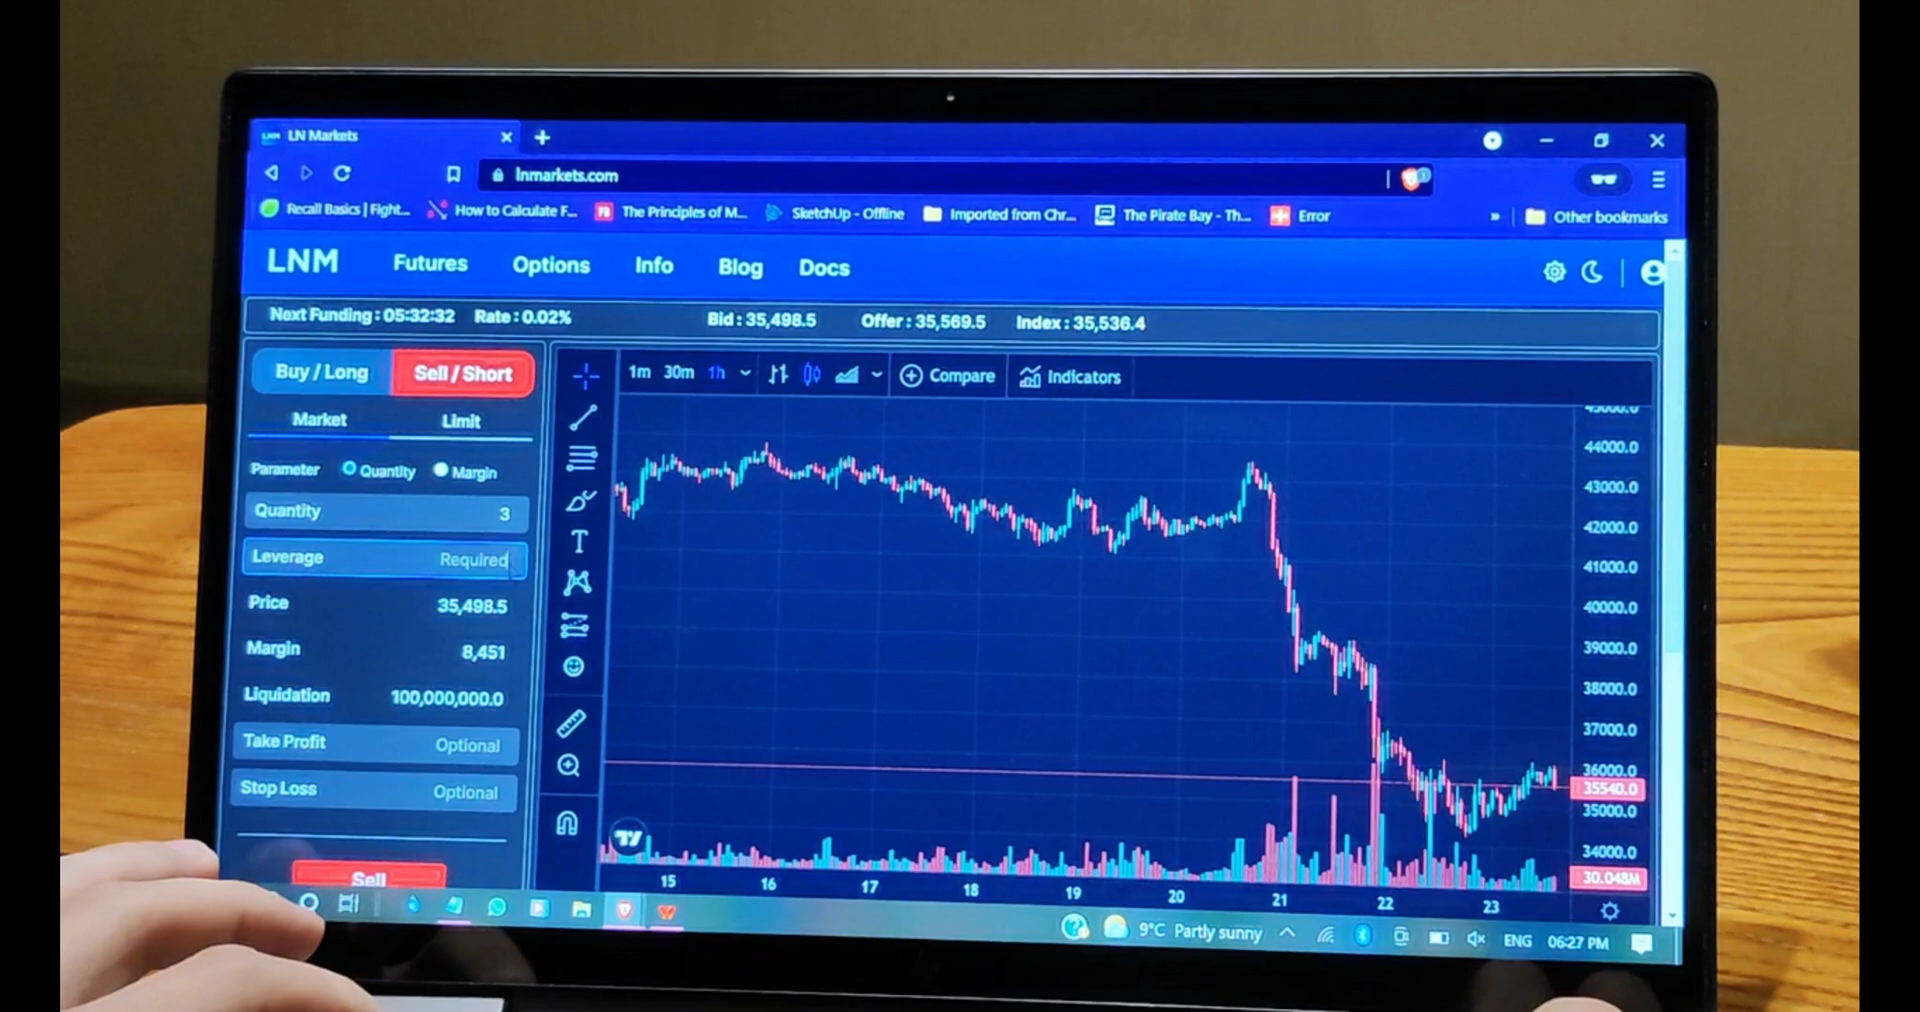 LNM LN Markets
lnmarkets.com
Recall Basics | Fight... How to Calculate F... The Principles of M... SketchUp - Offline Imported from Chr... The Pirate Bay - Th... Error » Other bookmarks
LNM Futures Options Info Blog Docs
Next Funding : 05:32:32 Rate : 0.02% Bid : 35,498.5 Offer : 35,569.5 Index : 35,536.4
Buy / Long Sell / Short
Market Limit
Parameter Quantity Margin
Quantity 3
Leverage Required
Price 35,498.5
Margin 8,451
Liquidation 100,000,000.0
Take Profit Optional
Stop Loss Optional
Sell
1m 30m 1h Compare Indicators
T
45000.0
44000.0
43000.0
42000.0
41000.0
40000.0
39000.0
38000.0
37000.0
36000.0
35540.0
35000.0
34000.0
30.048M
15 16 17 18 19 20 21 22 23
9°C Partly sunny ENG 06:27 PM